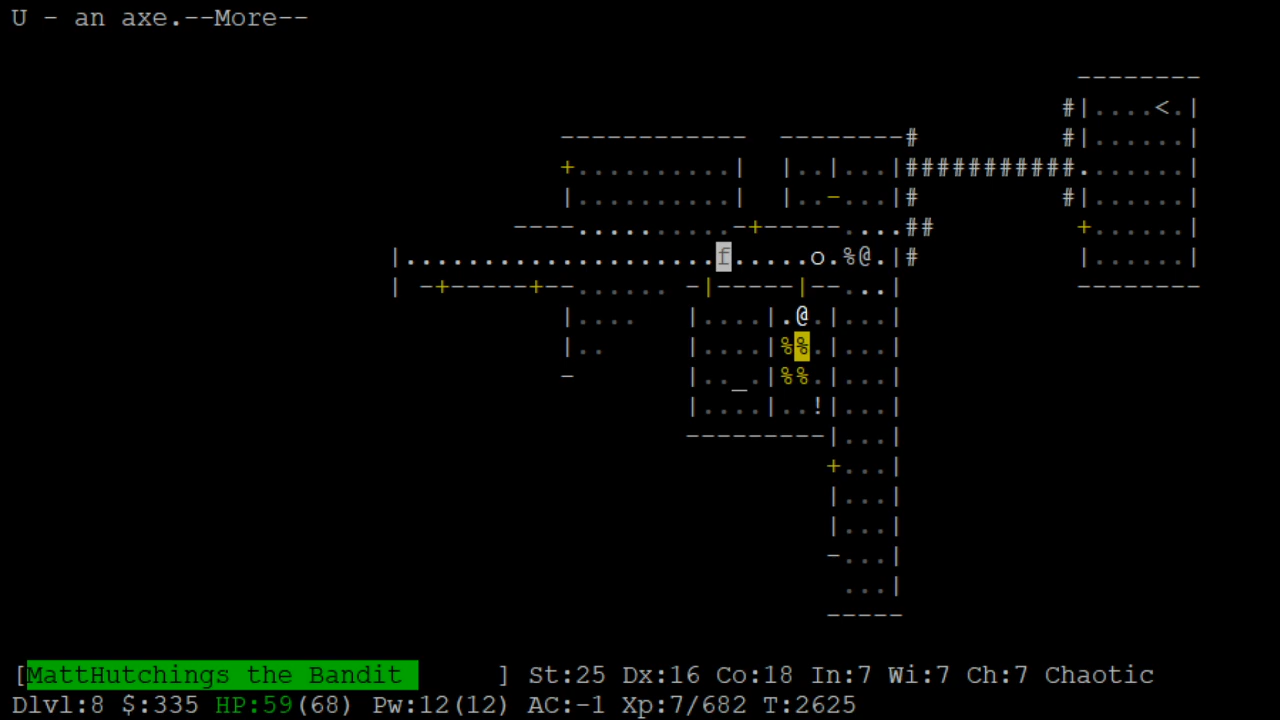 U - an axe.--More--
--------
#|....<.|
------------  --------#         #|......|
+..........|  |..|...|###########.......|
|..........|  |..-...|#         #|......|
----..........-+-----....##         +......|
|....................f.....o.%@.|#          |......|
| -+-----+--...... -|-----|--...|           --------
|....   |....|.@.|...|
|..     |....|%%.|...|
-       |.._.|%%.|...|
|....|..!|...|
---------|...|
+...|
|...|
|...|
-...|
...|
-----
[MattHutchings the Bandit      ] St:25 Dx:16 Co:18 In:7 Wi:7 Ch:7 Chaotic
Dlvl:8 $:335 HP:59(68) Pw:12(12) AC:-1 Xp:7/682 T:2625